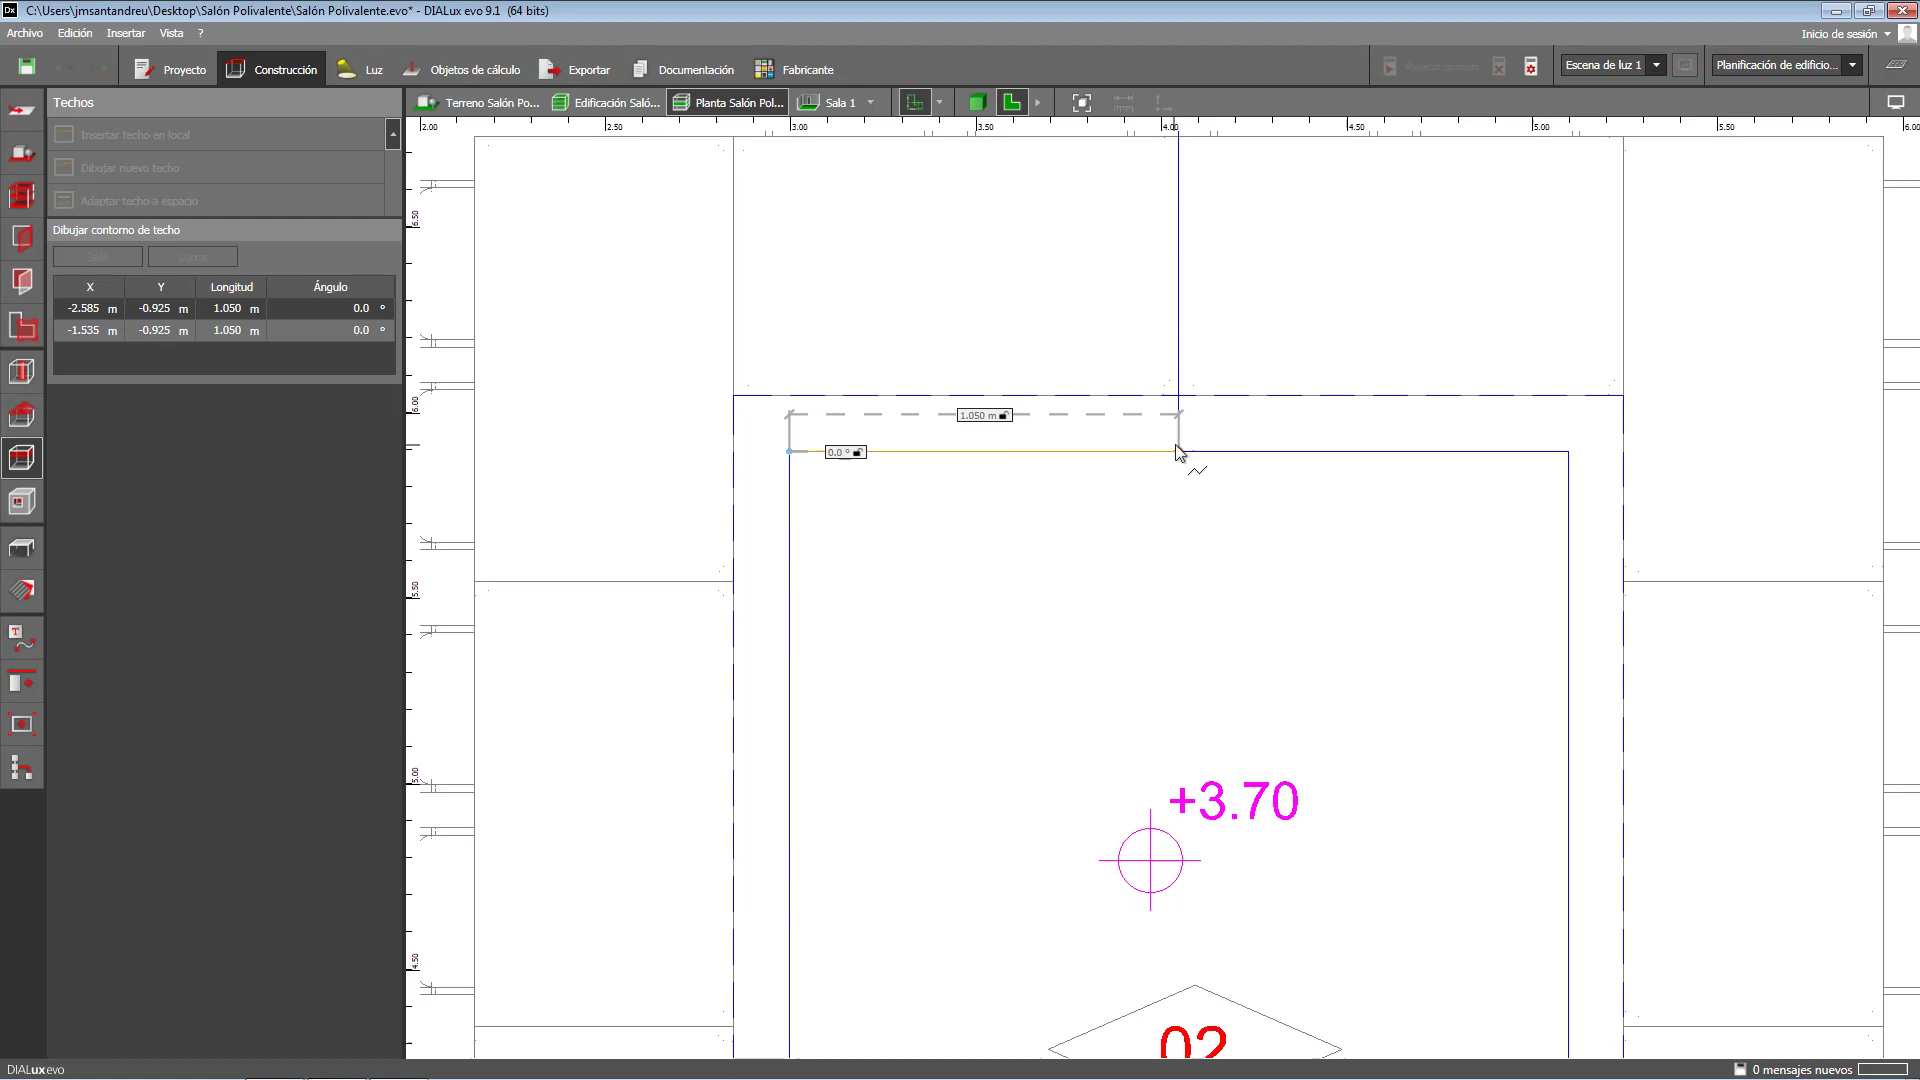 C:\Users\jmsantandreu\Desktop\Salón Polivalente\Salón Polivalente.evo* - DIALux evo 9.1 (64 bits)
Archivo Edición Insertar Vista ? Inicio de sesión
Proyecto Construcción Luz Objetos de cálculo Exportar Documentación Fabricante Escena de luz 1 Planificación de edificio...
Techos Terreno Salón Po... Edificación Saló... Planta Salón Pol... Sala 1
2.00 2.50 3.00 3.50 4.00 4.50 5.00 5.50 6.00
Insertar techo en local
Dibujar nuevo techo
Adaptar techo a espacio
6.50
Dibujar contorno de techo
Salir
X Y Longitud Ángulo
-2.585 m -0.925 m 1.050 m 0.0 °
-1.535 m -0.925 m 1.050 m 0.0 °
6.00
1.050 m
0.0 °
5.50
5.00
+3.70
4.50
02
DIALux evo 0 mensajes nuevos